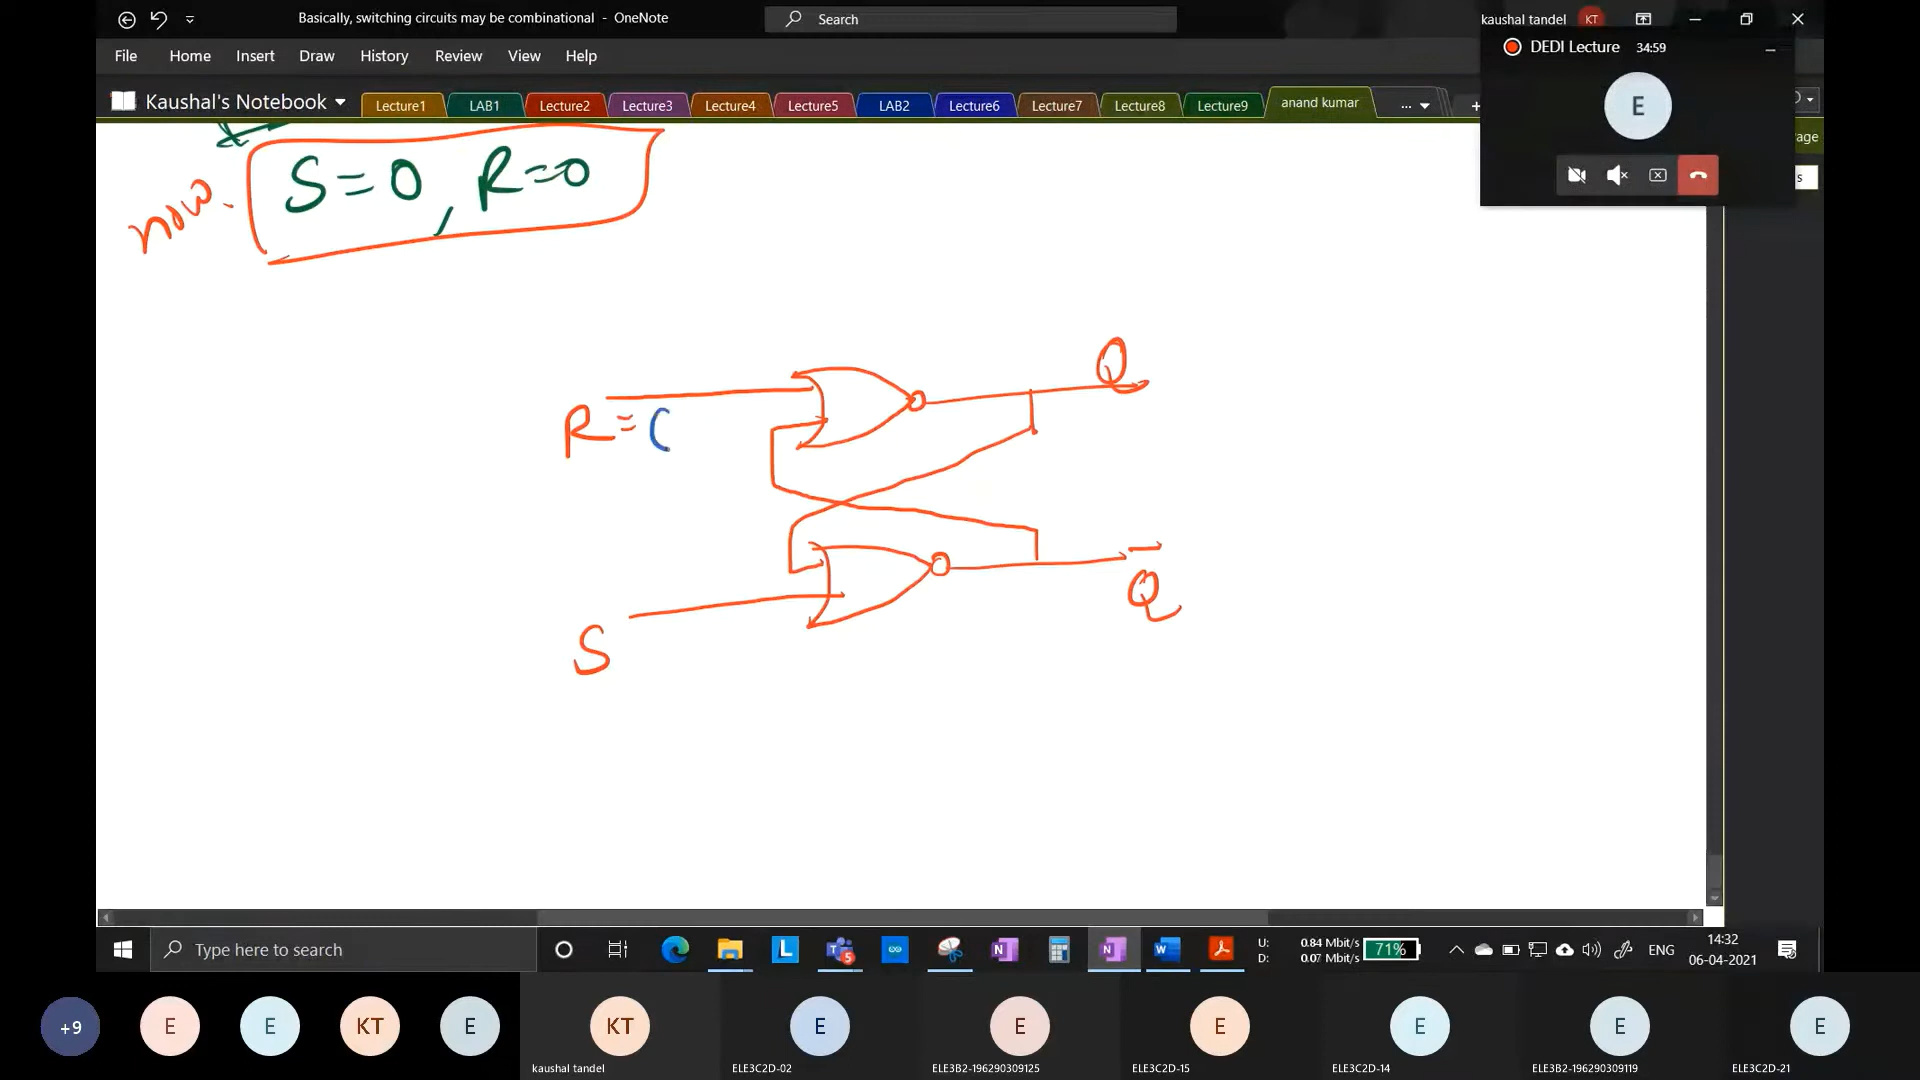 Basically, switching circuits may be combinational - OneNote
Search
kaushal tandel KT
File Home Insert Draw History Review View Help
DEDI Lecture 34:59
E
Kaushal's Notebook Lecture1 LAB1 Lecture2 Lecture3 Lecture4 Lecture5 LAB2 Lecture6 Lecture7 Lecture8 Lecture9 anand kumar ... +
now.
S=0, R=0
Q
R=
Q̅
S
Type here to search
U: 0.84 Mbit/s
D: 0.07 Mbit/s
71%
ENG
14:32
06-04-2021
+9 E E KT E KT E E E E E E
kaushal tandel ELE3C2D-02 ELE3B2-196290309125 ELE3C2D-15 ELE3C2D-14 ELE3B2-196290309119 ELE3C2D-21